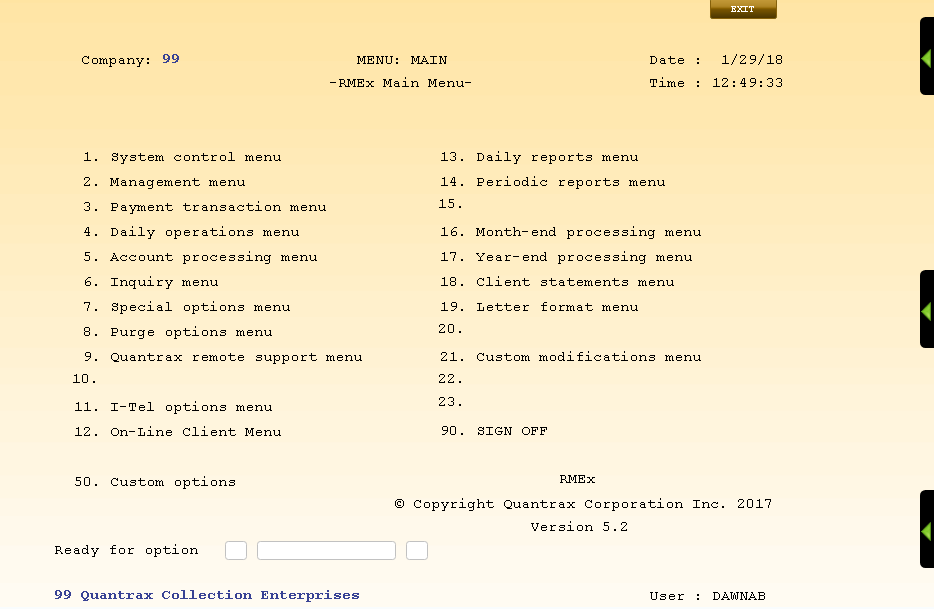 EXIT
Company: 99 MENU: MAIN Date : 1/29/18
-RMEx Main Menu- Time : 12:49:33
1. System control menu 13. Daily reports menu
2. Management menu 14. Periodic reports menu
3. Payment transaction menu 15.
4. Daily operations menu 16. Month-end processing menu
5. Account processing menu 17. Year-end processing menu
6. Inquiry menu 18. Client statements menu
7. Special options menu 19. Letter format menu
8. Purge options menu 20.
9. Quantrax remote support menu 21. Custom modifications menu
10. 22.
11. I-Tel options menu 23.
12. On-Line Client Menu 90. SIGN OFF
50. Custom options RMEx
© Copyright Quantrax Corporation Inc. 2017
Version 5.2
Ready for option
99 Quantrax Collection Enterprises User : DAWNAB